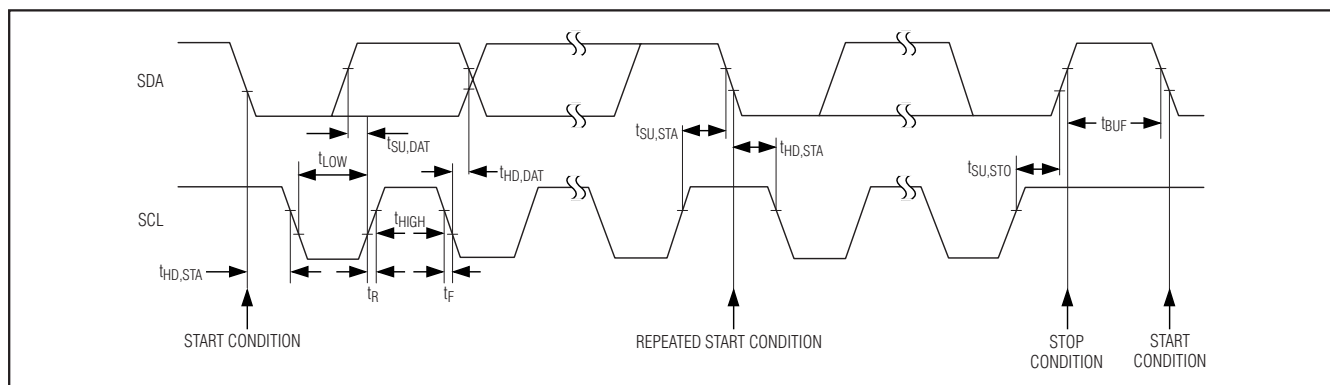 SDA
tSU,DAT
tSU,STA
tHD,STA
tBUF
tLOW
tHD,DAT
tSU,STO
SCL
tHIGH
tHD,STA
tR
tF
START CONDITION
REPEATED START CONDITION
STOP
CONDITION
START
CONDITION